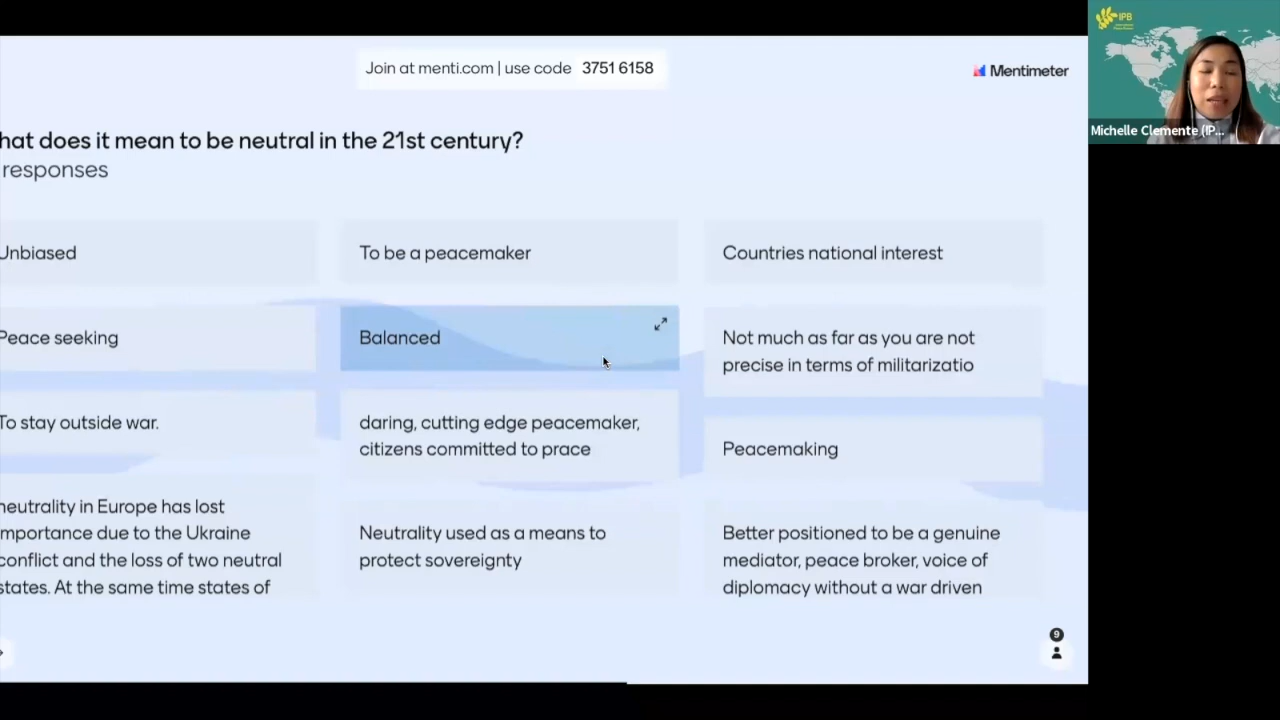 Join at menti.com | use code 3751 6158
Mentimeter
IPB
Michelle Clemente (IP...
hat does it mean to be neutral in the 21st century?
responses
Unbiased
To be a peacemaker
Countries national interest
Peace seeking
Balanced
Not much as far as you are not
precise in terms of militarizatio
To stay outside war.
daring, cutting edge peacemaker,
citizens committed to prace
Peacemaking
neutrality in Europe has lost
mportance due to the Ukraine
conflict and the loss of two neutral
states. At the same time states of
Neutrality used as a means to
protect sovereignty
Better positioned to be a genuine
mediator, peace broker, voice of
diplomacy without a war driven
9